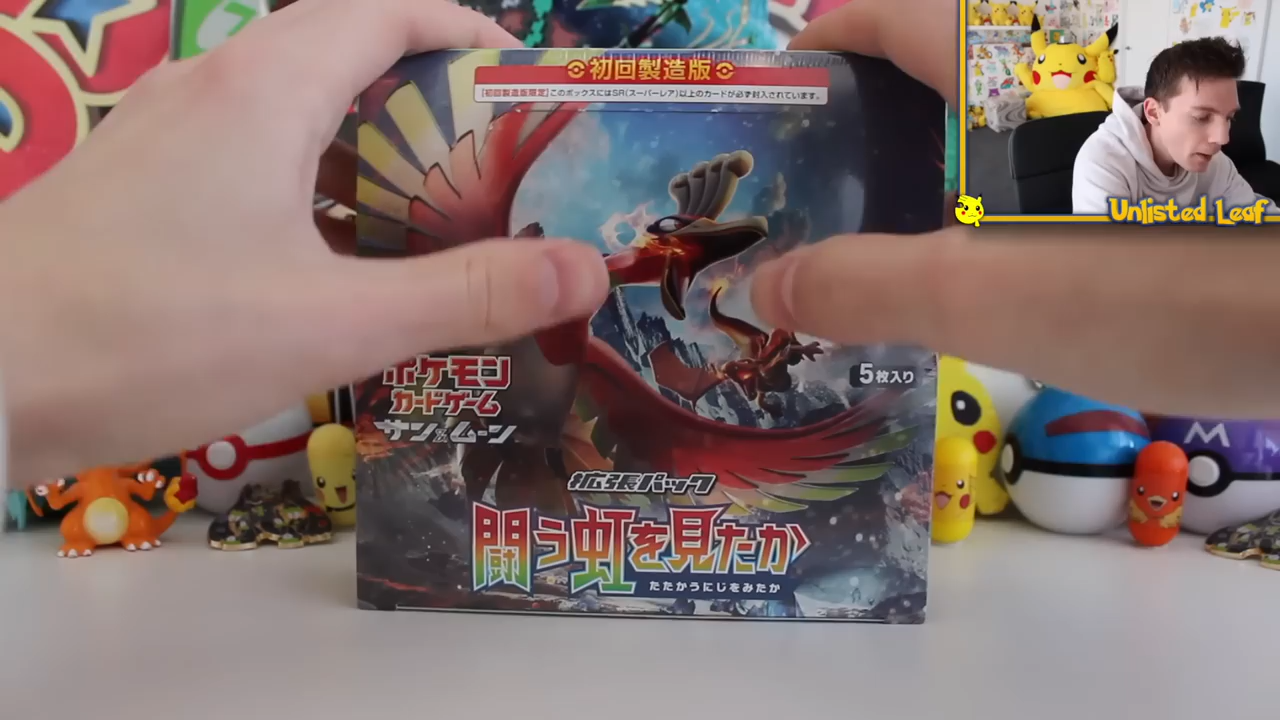 初回製造版
【初回製造版限定】このボックスにはSR(スーパーレア)以上のカードが必ず封入されています。
Unlisted Leaf
5枚入り
ポケモン
カードゲーム
サン&ムーン
拡張パック
闘う虹を見たか
たたかうにじをみたか
M